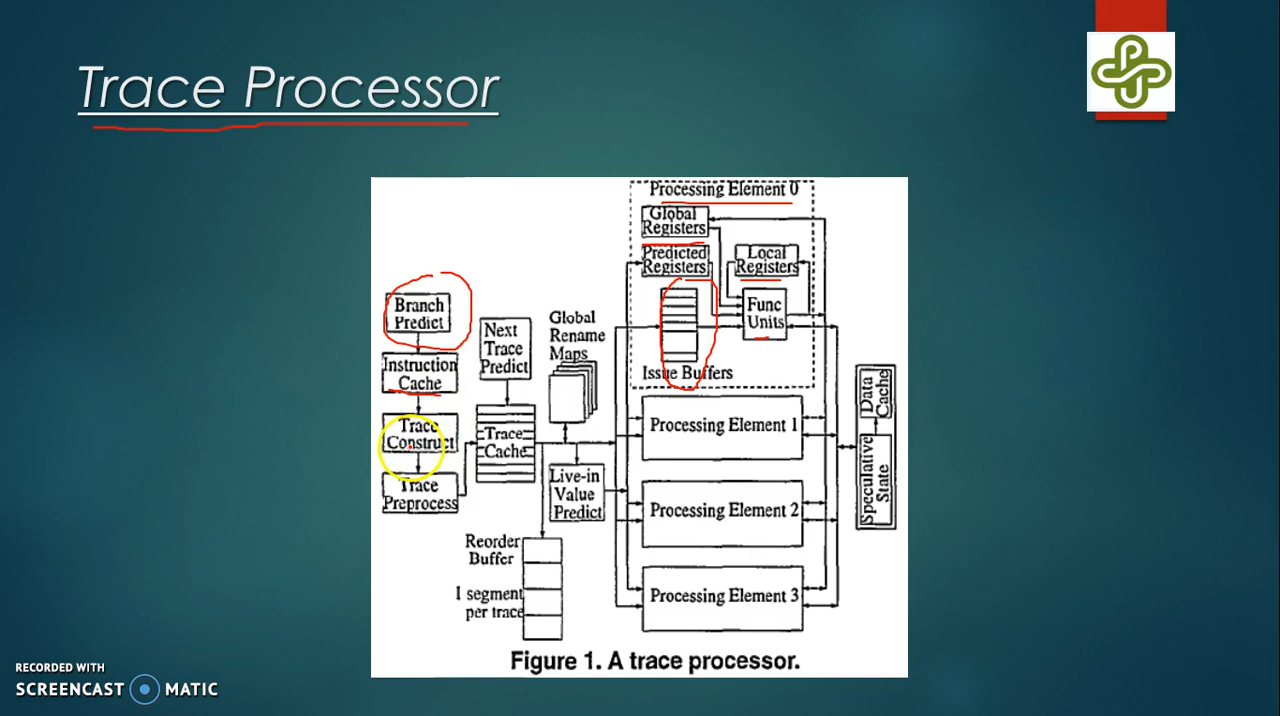 Trace Processor
Processing Element 0
Global
Registers
Predicted
Registers
Local
Registers
Func
Units
Issue Buffers
Branch
Predict
Instruction
Cache
Trace
Construct
Trace
Preprocess
Next
Trace
Predict
Trace
Cache
Global
Rename
Maps
Live-in
Value
Predict
Reorder
Buffer
1 segment
per trace
Processing Element 1
Processing Element 2
Processing Element 3
Data
Cache
Speculative
State
Figure 1. A trace processor.
RECORDED WITH
SCREENCAST MATIC